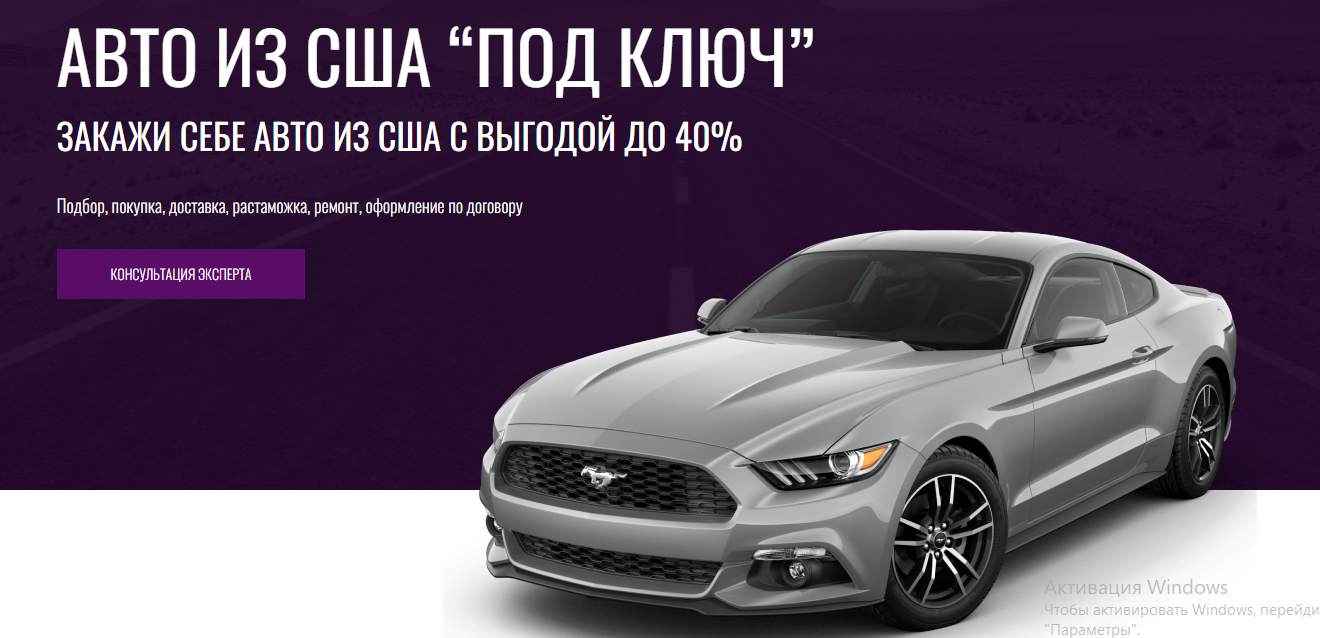 АВТО ИЗ США “ПОД КЛЮЧ”
ЗАКАЖИ СЕБЕ АВТО ИЗ США С ВЫГОДОЙ ДО 40%
Подбор, покупка, доставка, растаможка, ремонт, оформление по договору
КОНСУЛЬТАЦИЯ ЭКСПЕРТА
Активация Windows
Чтобы активировать Windows, перейди
"Параметры".